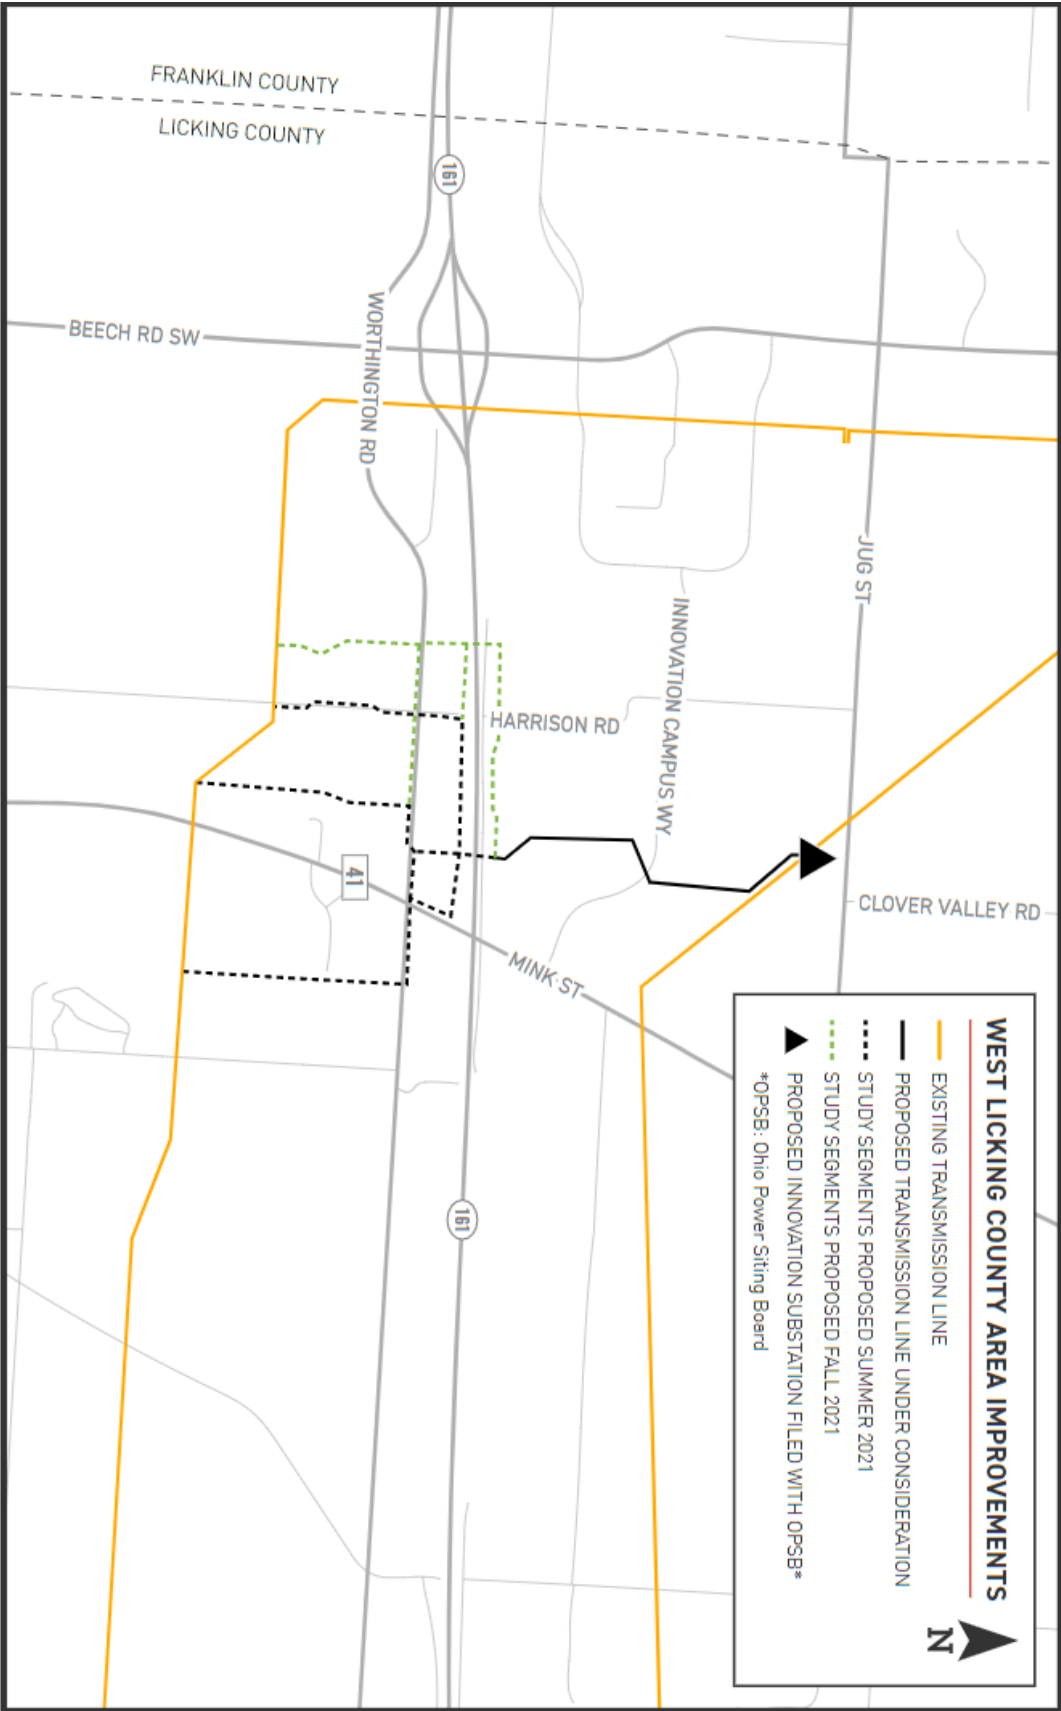 WEST LICKING COUNTY AREA IMPROVEMENTS
EXISTING TRANSMISSION LINE
PROPOSED TRANSMISSION LINE UNDER CONSIDERATION
STUDY SEGMENTS PROPOSED SUMMER 2021
STUDY SEGMENTS PROPOSED FALL 2021
PROPOSED INNOVATION SUBSTATION FILED WITH OPSB*
*OPSB: Ohio Power Siting Board
N
FRANKLIN COUNTY
LICKING COUNTY
161
BEECH RD SW
WORTHINGTON RD
JUG ST
INNOVATION CAMPUS WY
HARRISON RD
41
CLOVER VALLEY RD
MINK ST
161